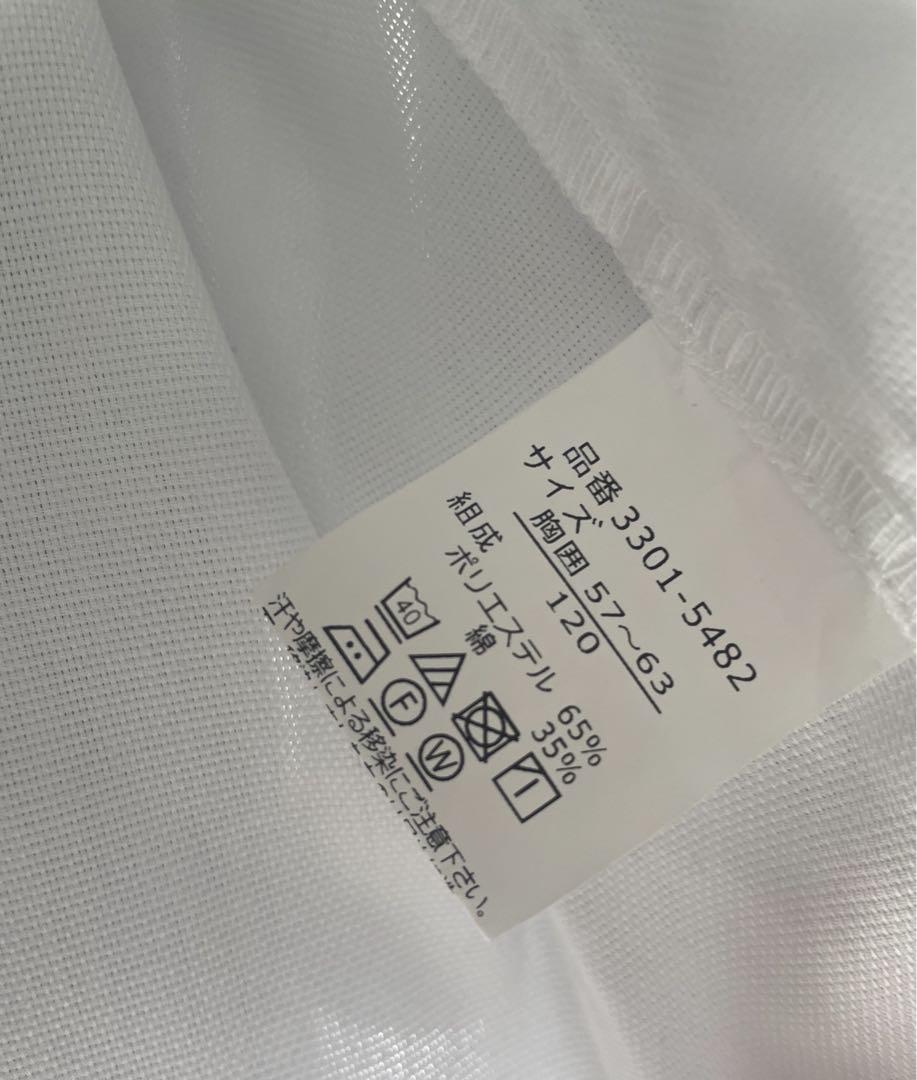 品番 3301-5482
サイズ 120
胸囲 57〜63
組成
ポリエステル 65%
綿 35%
40
F
W
汗や摩擦による移染にご注意下さい。